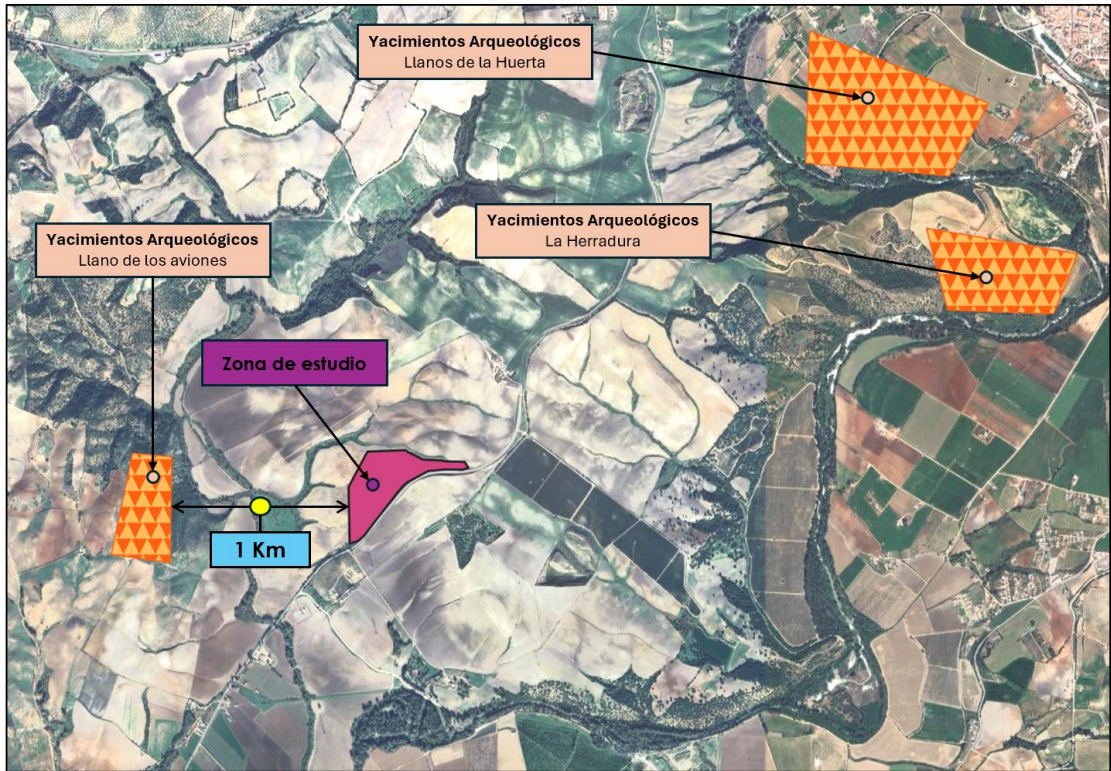 Yacimientos Arqueológicos
Llanos de la Huerta
Yacimientos Arqueológicos
La Herradura
Yacimientos Arqueológicos
Llano de los aviones
Zona de estudio
1 Km